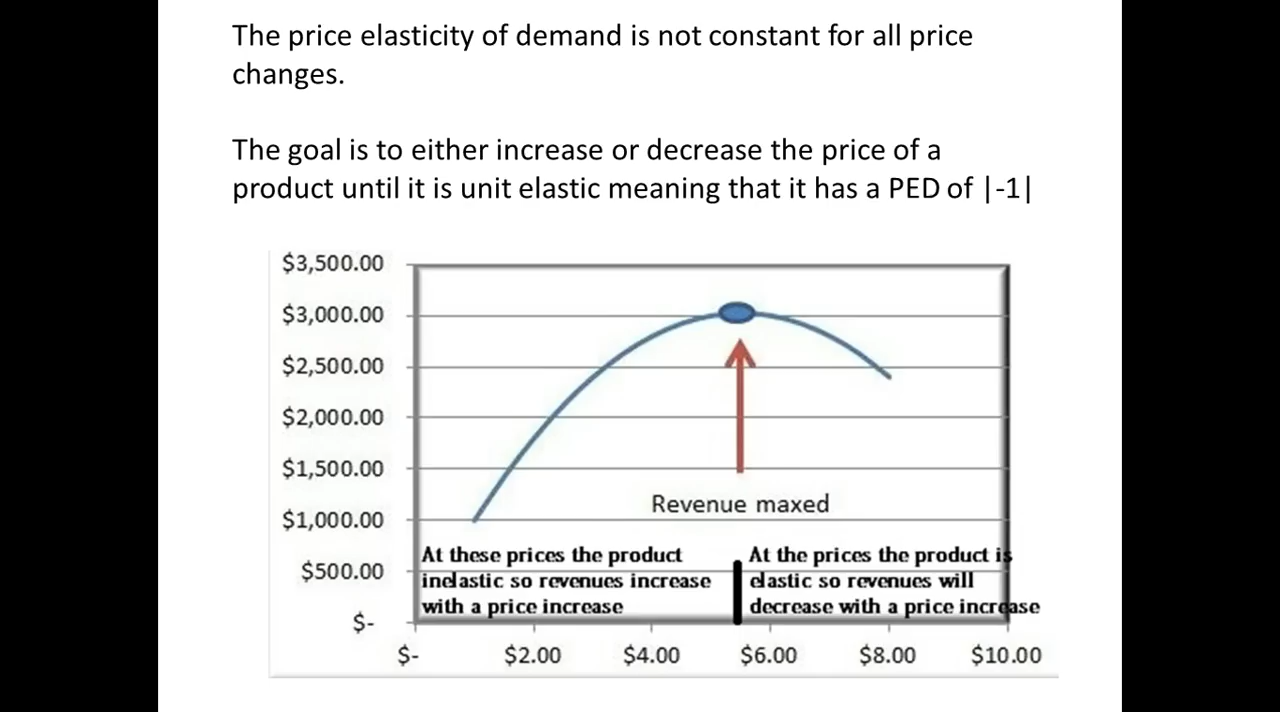 The price elasticity of demand is not constant for all price
changes.
The goal is to either increase or decrease the price of a
product until it is unit elastic meaning that it has a PED of |-1|
$3,500.00
$3,000.00
$2,500.00
$2,000.00
$1,500.00
$1,000.00
$500.00
$-
Revenue maxed
At these prices the product
inelastic so revenues increase
with a price increase
At the prices the product is
elastic so revenues will
decrease with a price increase
$-
$2.00
$4.00
$6.00
$8.00
$10.00